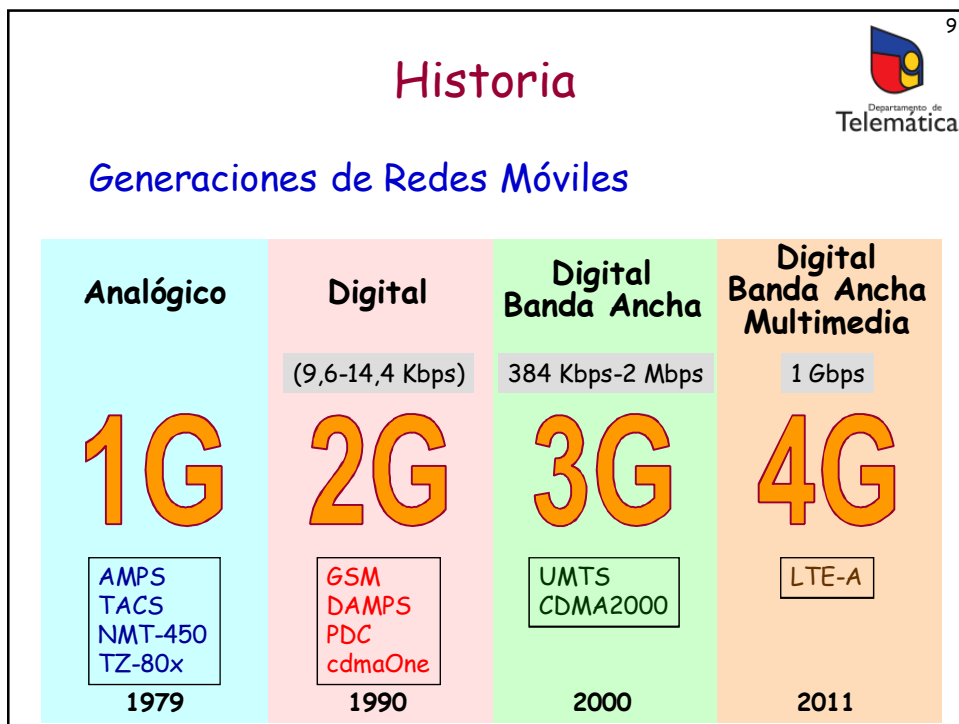 9
Historia
Departamento de
Telemática
Generaciones de Redes Móviles
Analógico
1G
AMPS
TACS
NMT-450
TZ-80x
1979
Digital
(9,6-14,4 Kbps)
2G
GSM
DAMPS
PDC
cdmaOne
1990
Digital
Banda Ancha
384 Kbps-2 Mbps
3G
UMTS
CDMA2000
2000
Digital
Banda Ancha
Multimedia
1 Gbps
4G
LTE-A
2011